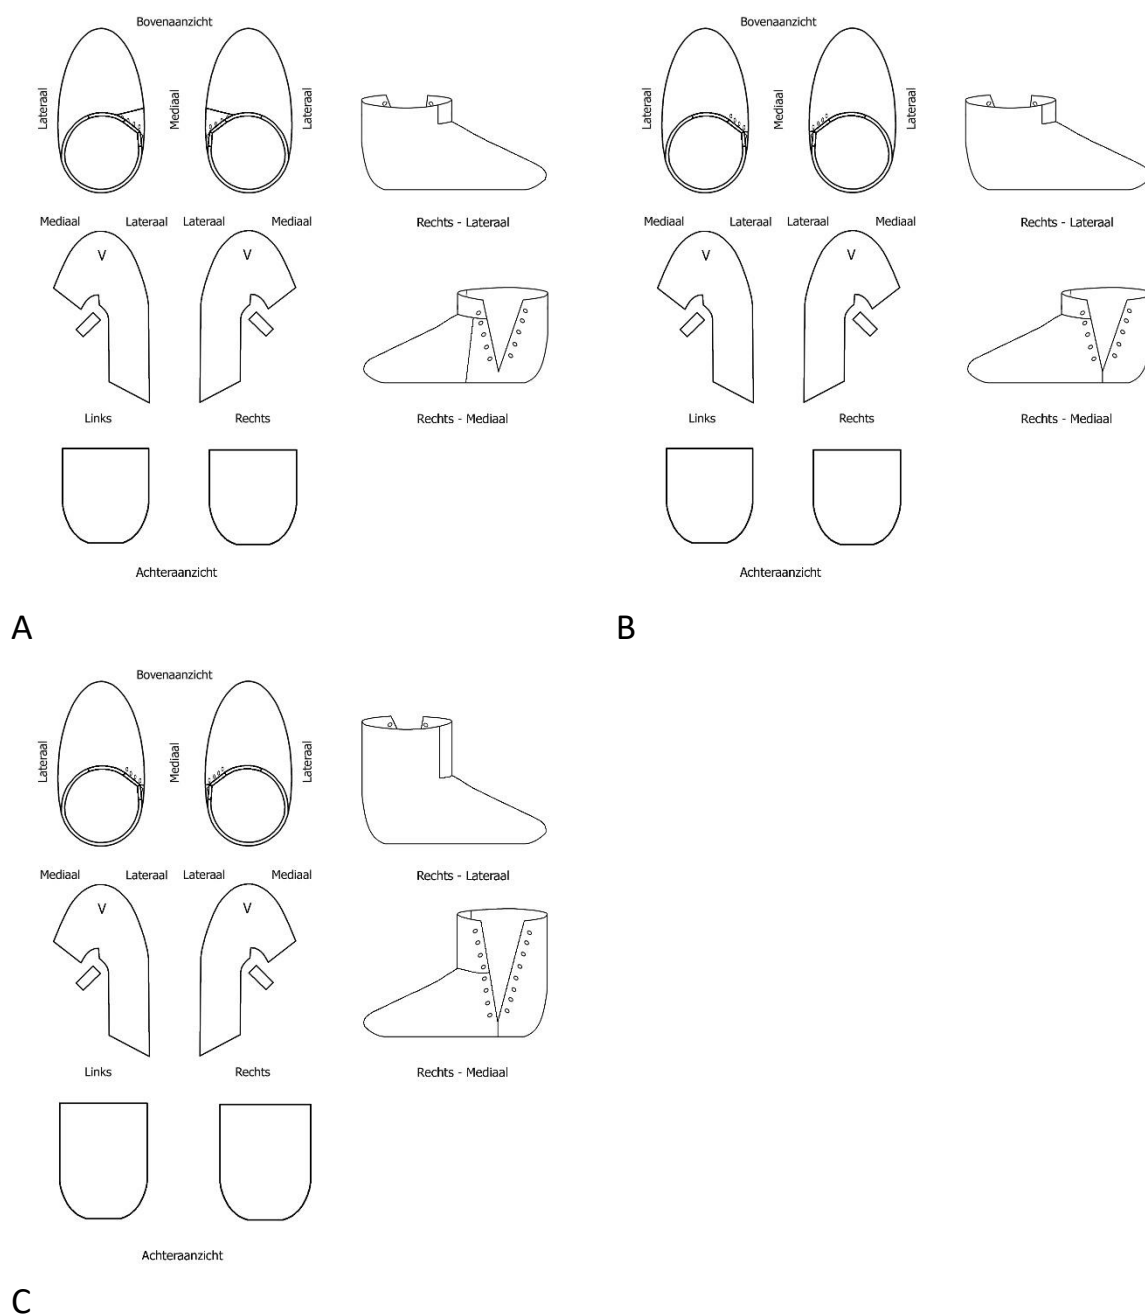 Bovenaanzicht
Lateraal
Mediaal
Lateraal
Mediaal Lateraal Lateraal Mediaal
V V
Links Rechts
Achteraanzicht
Rechts - Lateraal
Rechts - Mediaal
A
Bovenaanzicht
Lateraal
Mediaal
Lateraal
Mediaal Lateraal Lateraal Mediaal
V V
Links Rechts
Achteraanzicht
Rechts - Lateraal
Rechts - Mediaal
B
Bovenaanzicht
Lateraal
Mediaal
Lateraal
Mediaal Lateraal Lateraal Mediaal
V V
Links Rechts
Achteraanzicht
Rechts - Lateraal
Rechts - Mediaal
C